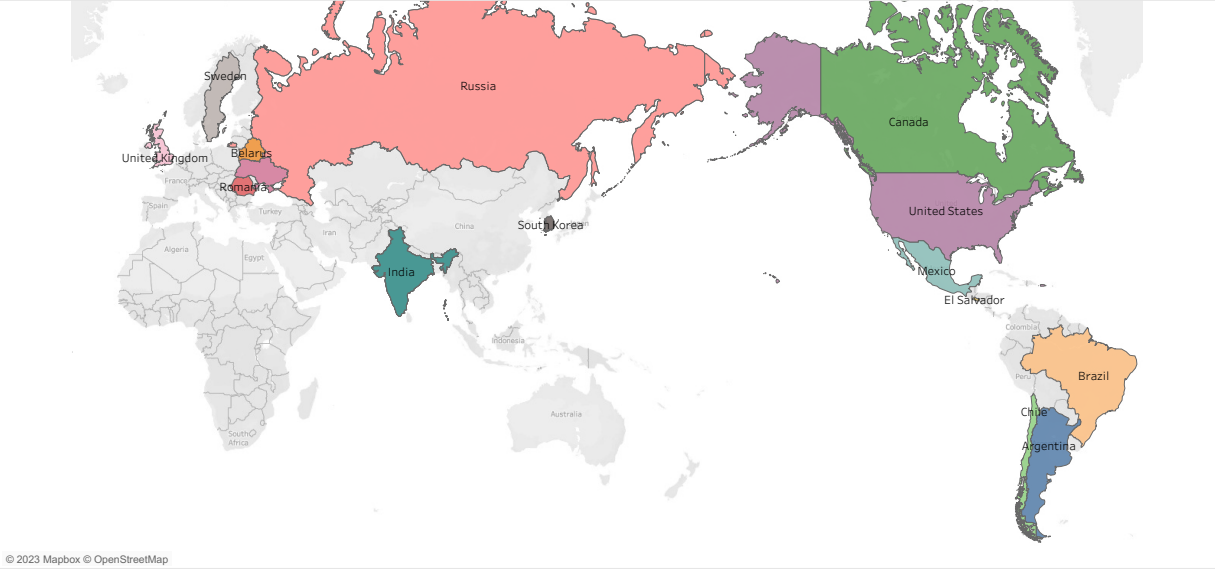 Sweden
Russia
Canada
United Kingdom
Belarus
France
Romania
Spain
Turkey
United States
South Korea
China
Iran
Algeria
Egypt
India
Mexico
El Salvador
Colombia
Indonesia
Peru
Brazil
Chile
Australia
South
Africa
Argentina
© 2023 Mapbox © OpenStreetMap